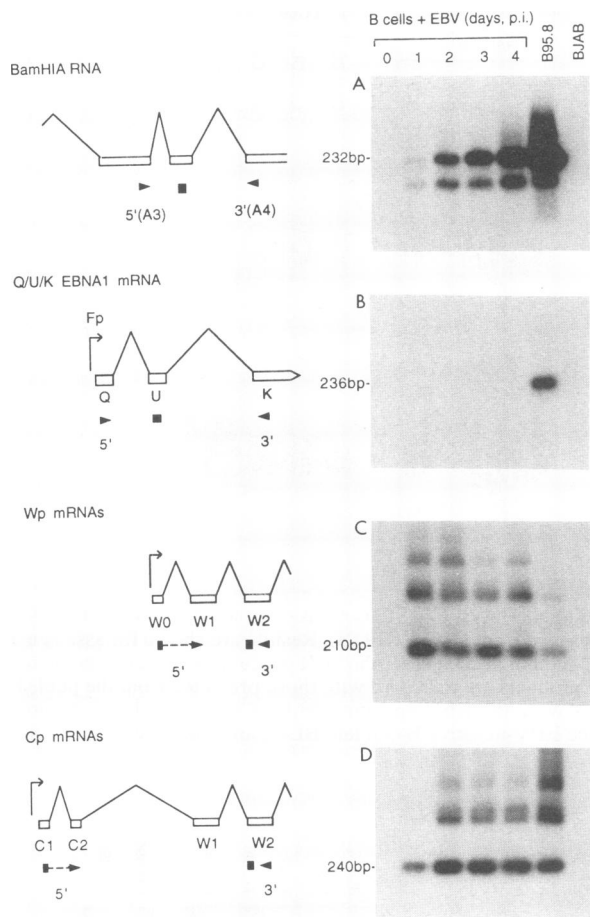 B cells + EBV (days, p.i.)
0 1 2 3 4 B95.8 BJAB
BamHIA RNA
A
232bp-
5'(A3) 3'(A4)
Q/U/K EBNA1 mRNA
B
Fp
236bp-
Q U K
5' 3'
Wp mRNAs
C
W0 W1 W2
210bp-
5' 3'
Cp mRNAs
D
C1 C2 W1 W2
240bp-
5' 3'